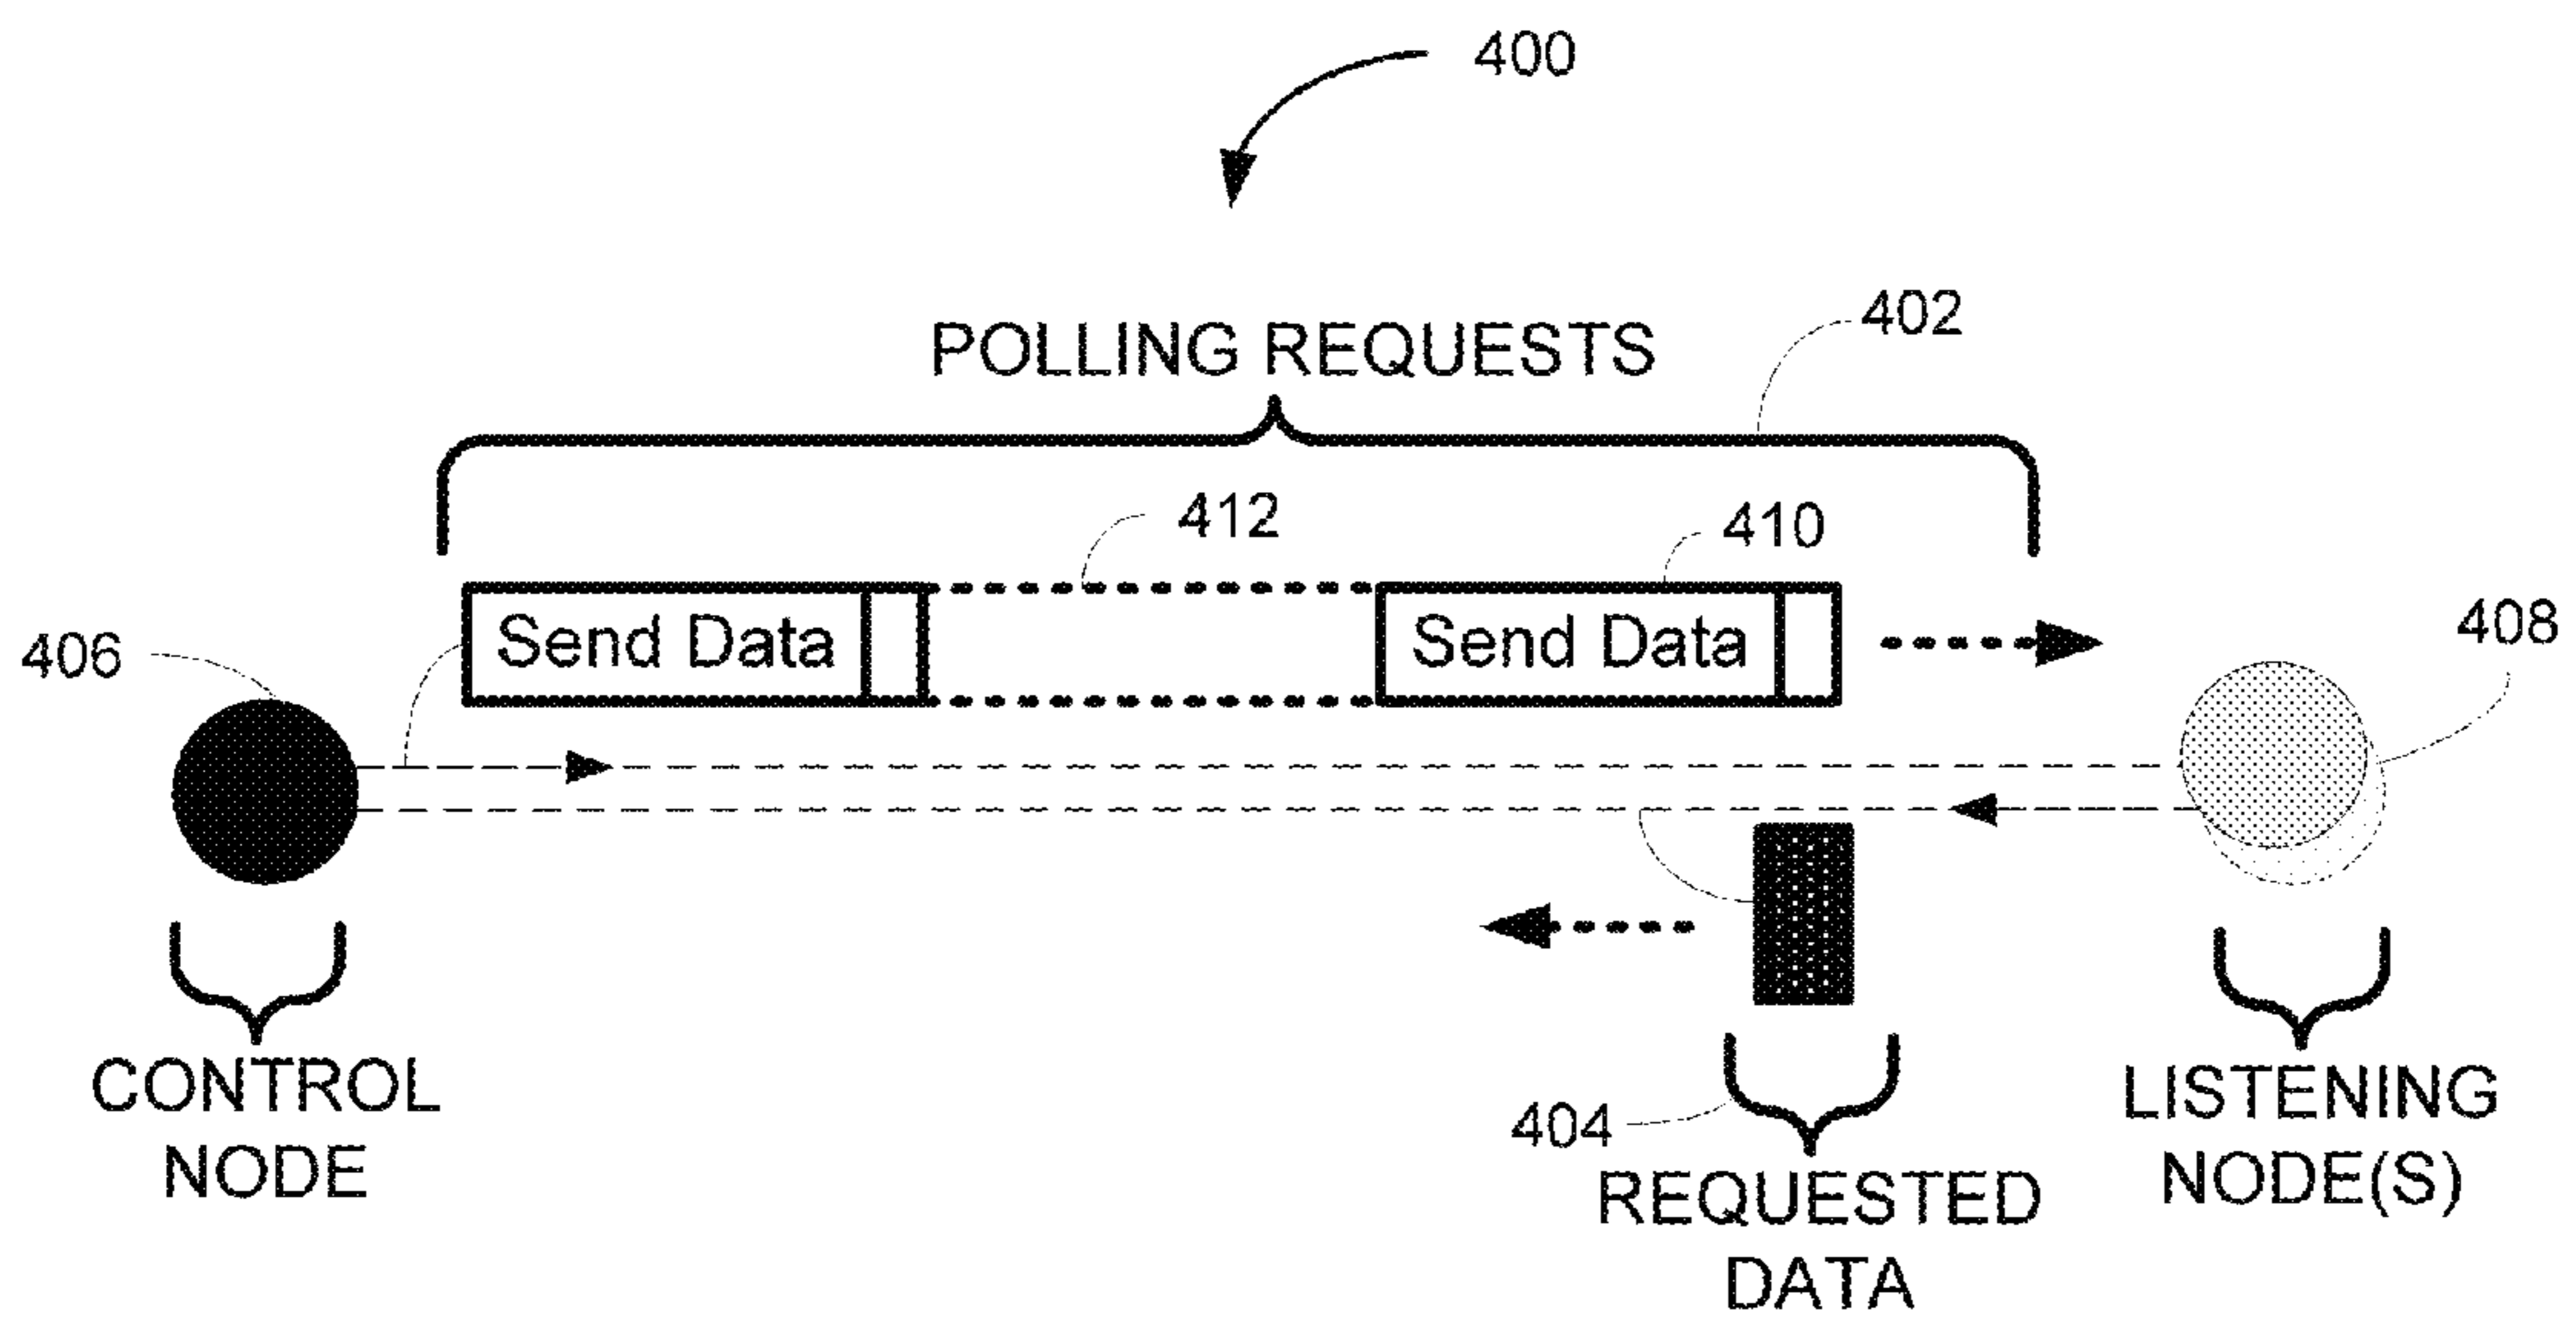 400
402
POLLING REQUESTS
412
410
Send Data
Send Data
406
408
CONTROL
NODE
404
REQUESTED
DATA
LISTENING
NODE(S)